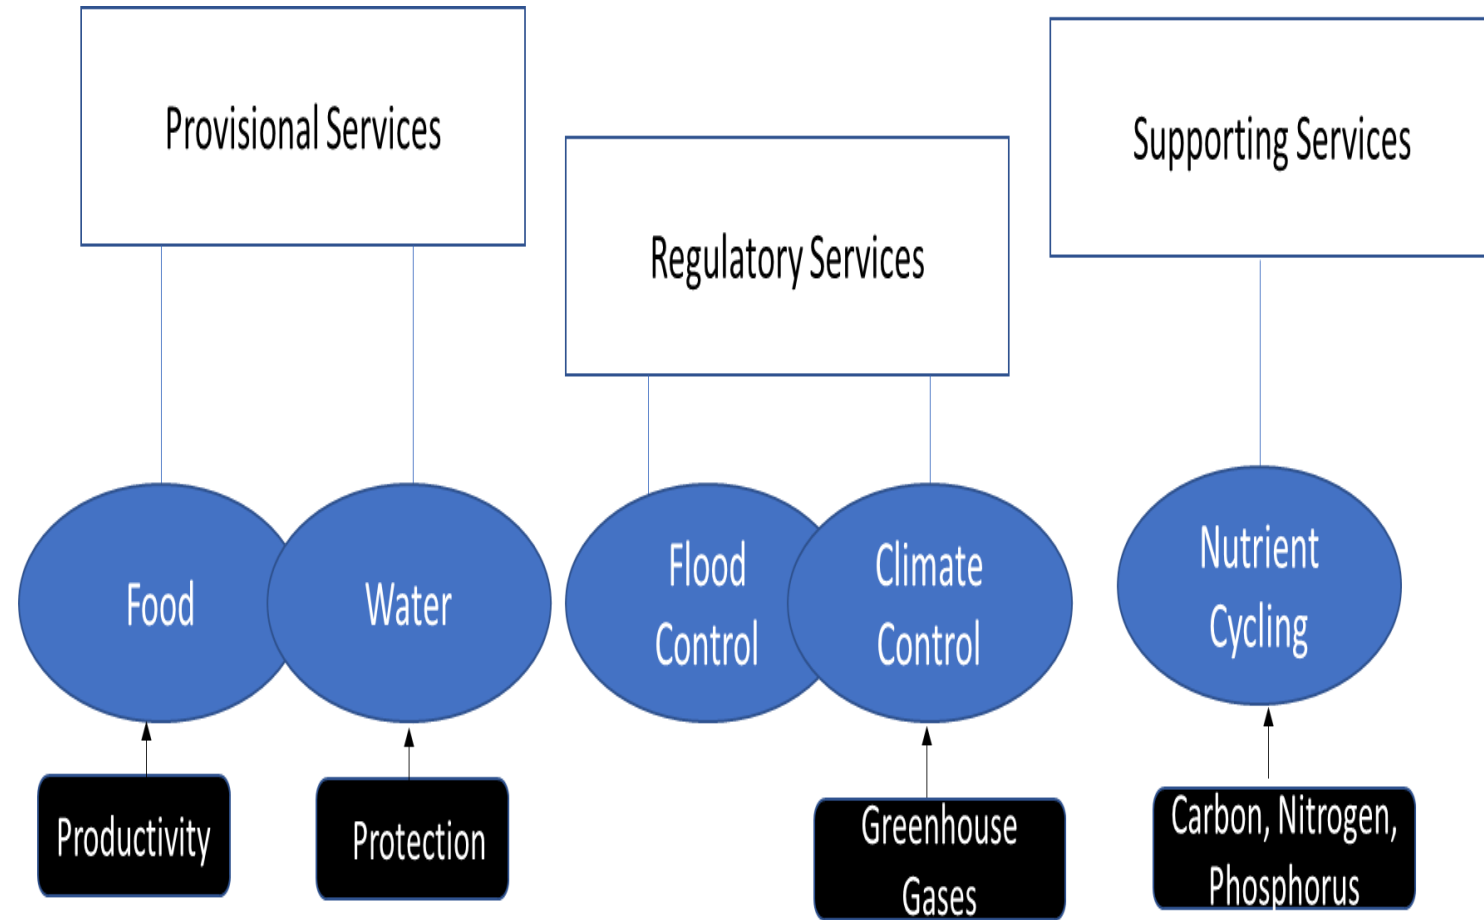 Provisional Services
Regulatory Services
Supporting Services
Food
Water
Flood
Control
Climate
Control
Nutrient
Cycling
Productivity
Protection
Greenhouse
Gases
Carbon, Nitrogen,
Phosphorus